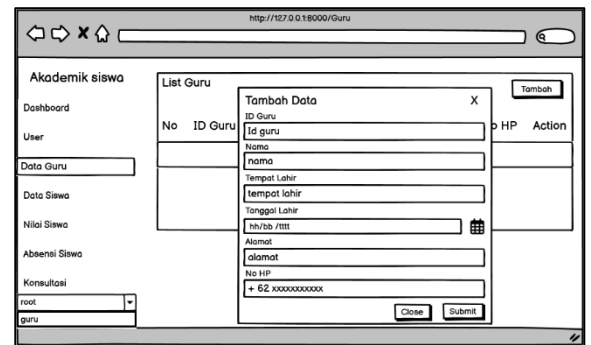 http://127.0.0.1:8000/Guru
Akademik siswa
Dashboard
User
Data Guru
Data Siswa
Nilai Siswa
Absensi Siswa
Konsultasi
root
guru
List Guru
Tambah
No ID Guru
o HP Action
Tambah Data X
ID Guru
Id guru
Nama
nama
Tempat Lahir
tempat lahir
Tanggal Lahir
hh/bb /tttt
Alamat
alamat
No HP
+ 62 xxxxxxxxxxx
Close Submit